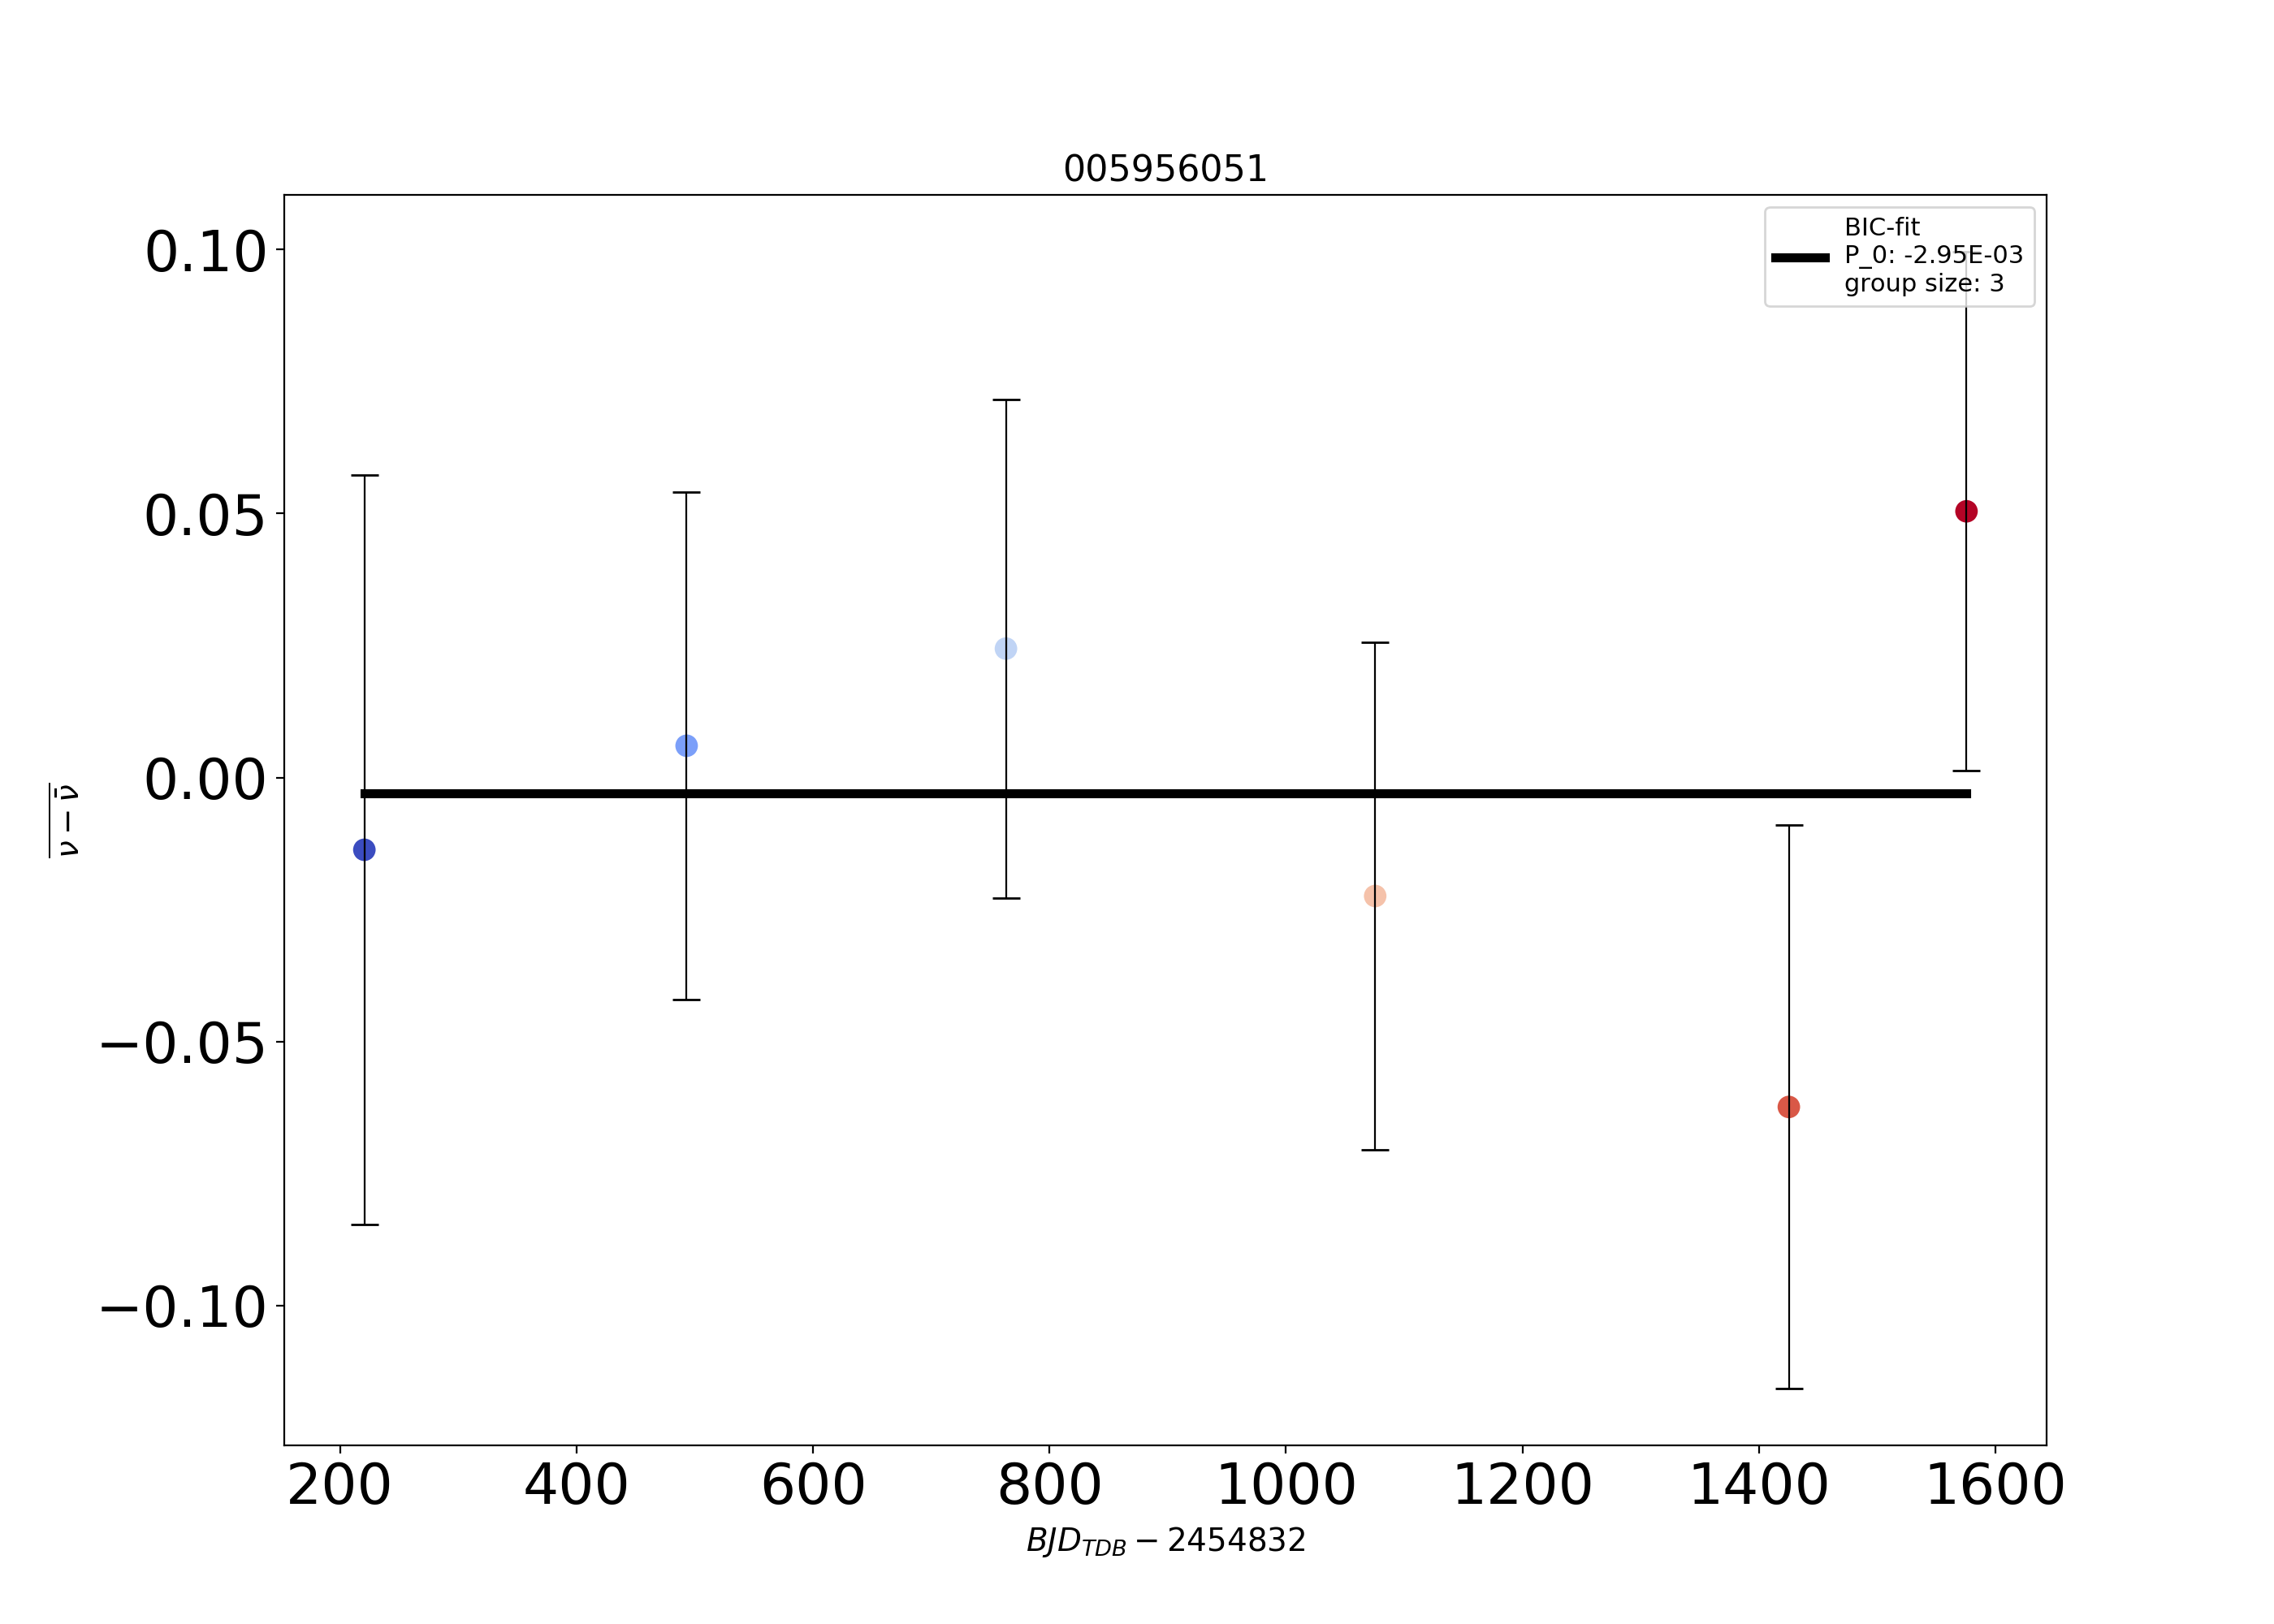 005956051
BIC-fit
P_0: -2.95E-03
group size: 3
0.10
0.05
0.00
−0.05
−0.10
ν − ν̄
200 400 600 800 1000 1200 1400 1600
BJD_TDB − 2454832